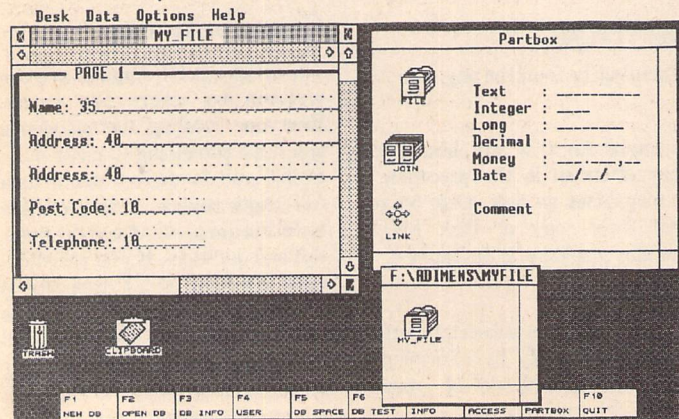 Desk Data Options Help
MY_FILE
PAGE 1
Name: 35
Address: 40
Address: 40
Post Code: 10
Telephone: 10
Partbox
FILE
JOIN
LINK
Text :
Integer :
Long :
Decimal :
Money : .,
Date : / /
Comment
F:\ADIMENS\MYFILE
MY_FILE
TRASH
CLIPBOARD
F1 F2 F3 F4 F5 F6 F10
NEW DB OPEN DB DB INFO USER DB SPACE DB TEST INFO ACCESS PARTBOX QUIT